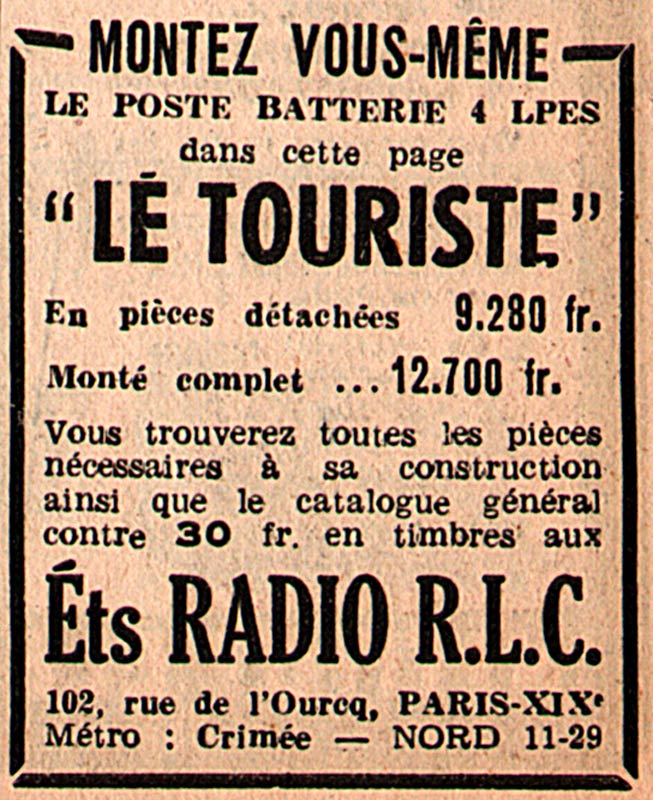 MONTEZ VOUS-MÊME
LE POSTE BATTERIE 4 LPES
dans cette page
“LÉ TOURISTE”
En pièces détachées 9.280 fr.
Monté complet ...12.700 fr.
Vous trouverez toutes les pièces
nécessaires à sa construction
ainsi que le catalogue général
contre 30 fr. en timbres aux
Éts RADIO R.L.C.
102, rue de l'Ourcq, PARIS-XIXe
Métro : Crimée — NORD 11-29